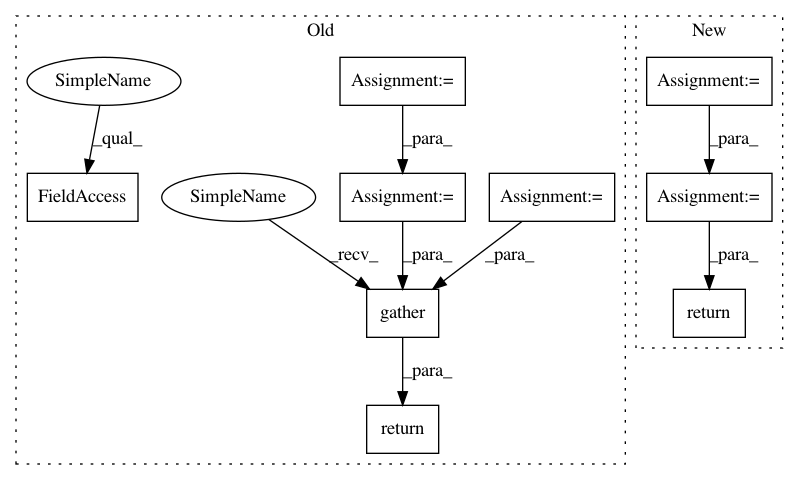 Old
New
SimpleName
Assignment:=
Assignment:=
_qual_
_para_
_para_
FieldAccess
SimpleName
Assignment:=
Assignment:=
Assignment:=
_recv_
_para_
_para_
_para_
gather
return
_para_
return